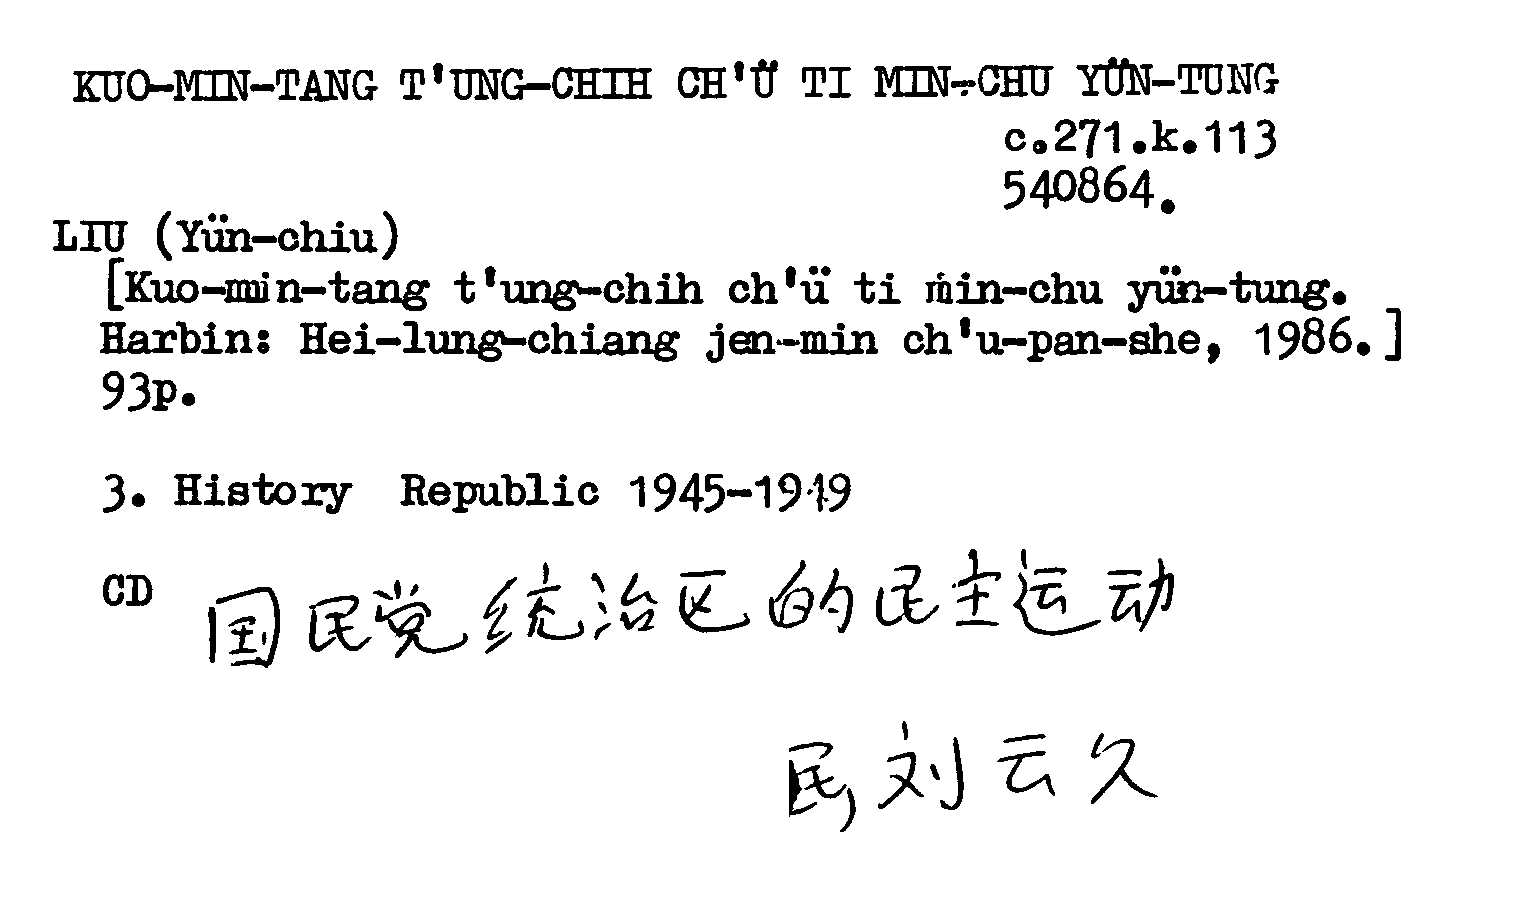 KUO-MIN-TANG T'UNG-CHIH CH'Ü TI MIN-CHU YÜN-TUNG
c.271.k.113
540864.
LIU (Yün-chiu)
[Kuo-min-tang t'ung-chih ch'ü ti min-chu yün-tung.
Harbin: Hei-lung-chiang jen-min ch'u-pan-she, 1986.]
93p.
3. History Republic 1945-1949
CD 国民党统治区的民主运动
民, 刘云久